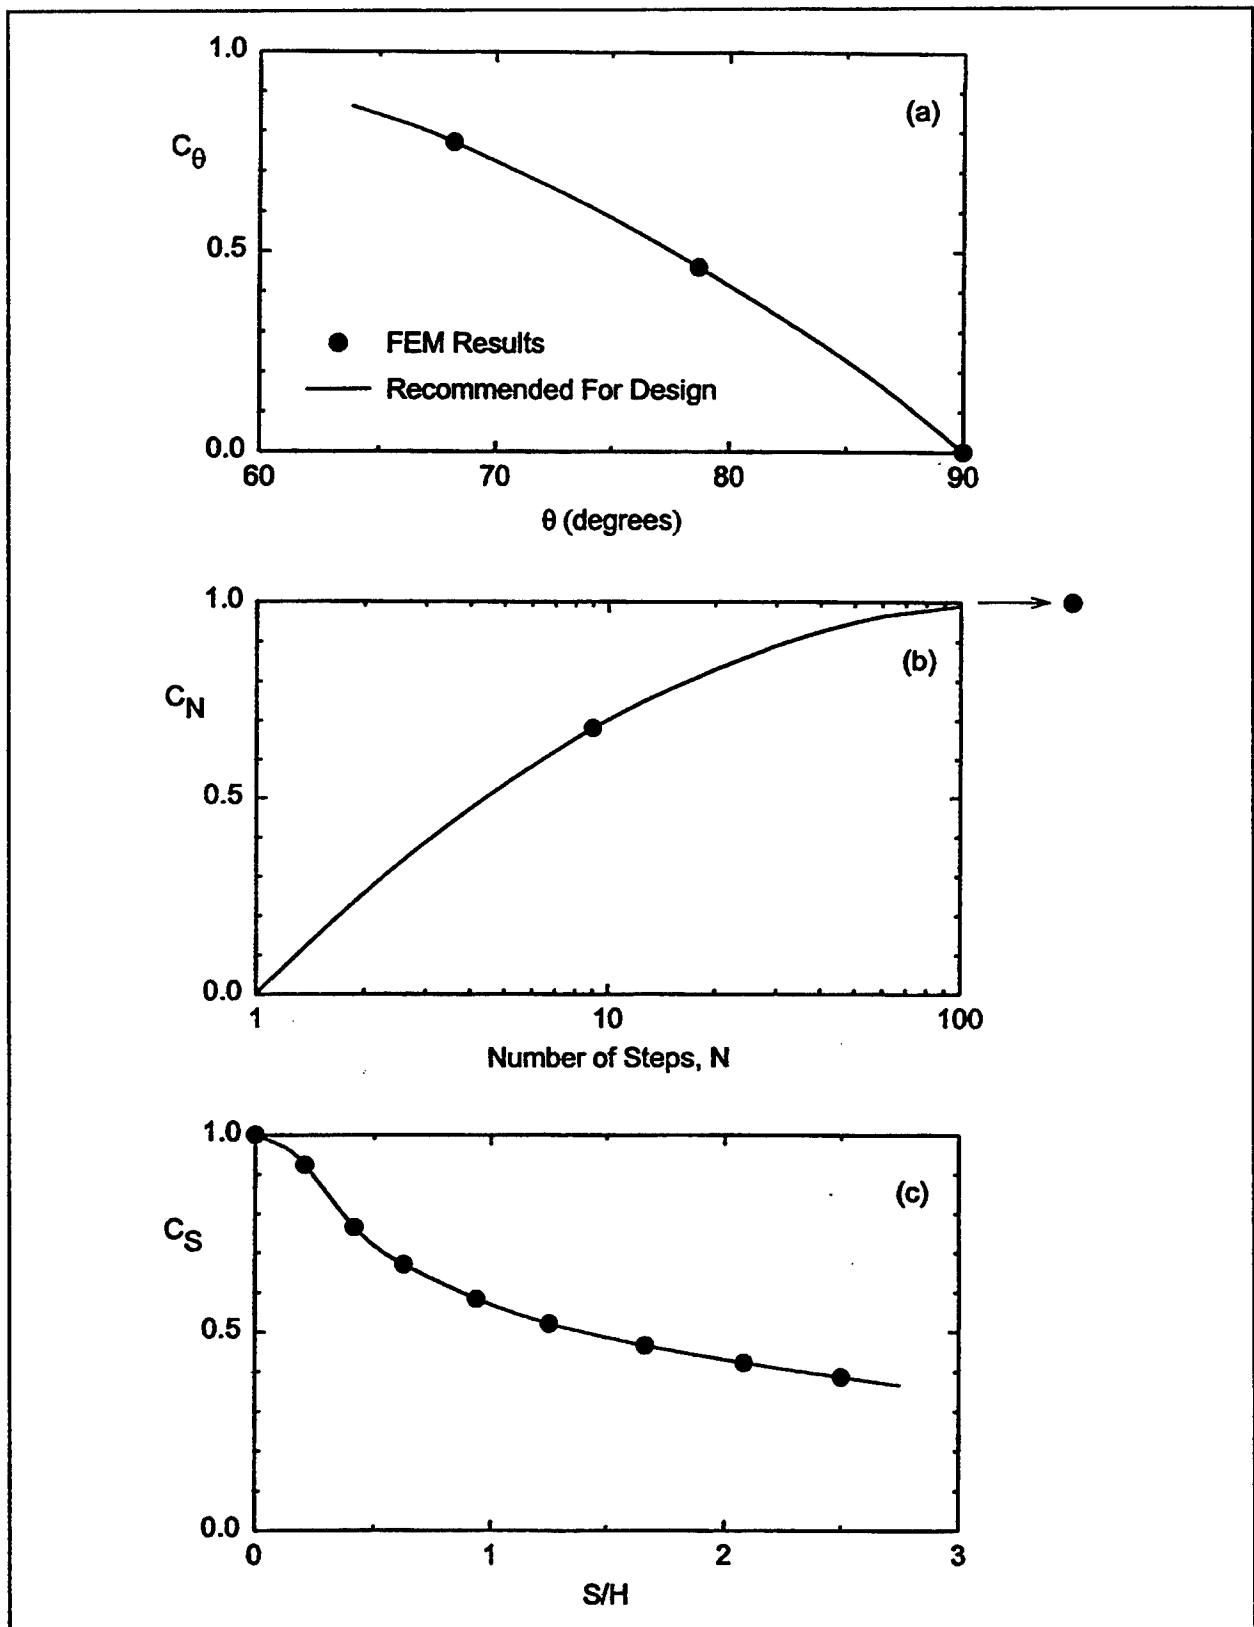 1.0
(a)
Cθ
0.5
FEM Results
Recommended For Design
0.0
60 70 80 90
θ (degrees)
1.0
(b)
CN
0.5
0.0
1 10 100
Number of Steps, N
1.0
(c)
CS
0.5
0.0
0 1 2 3
S/H